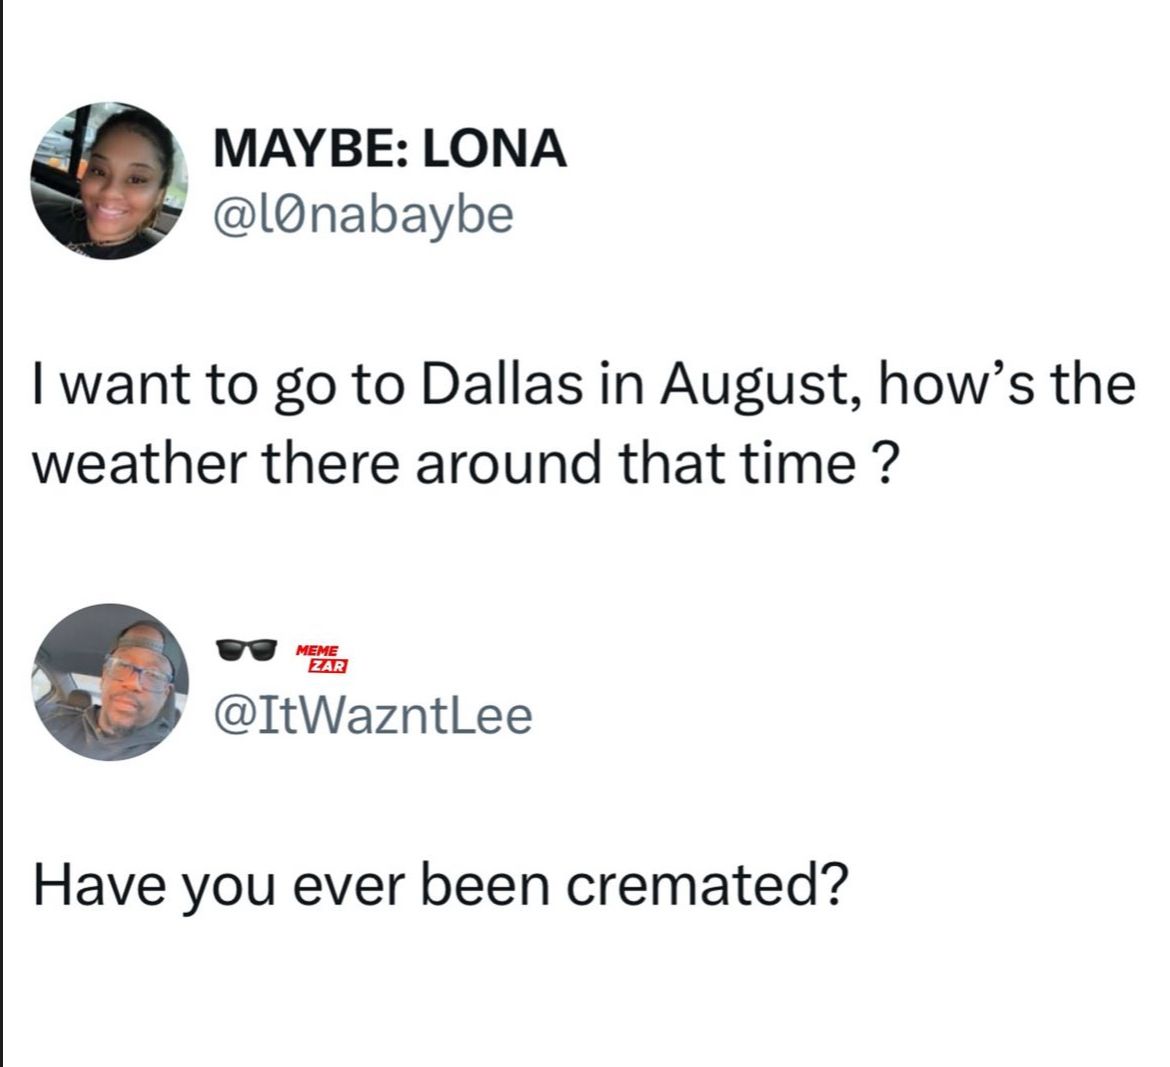 MAYBE: LONA
@l0nabaybe
I want to go to Dallas in August, how’s the
weather there around that time ?
MEME
ZAR
@ItWazntLee
Have you ever been cremated?